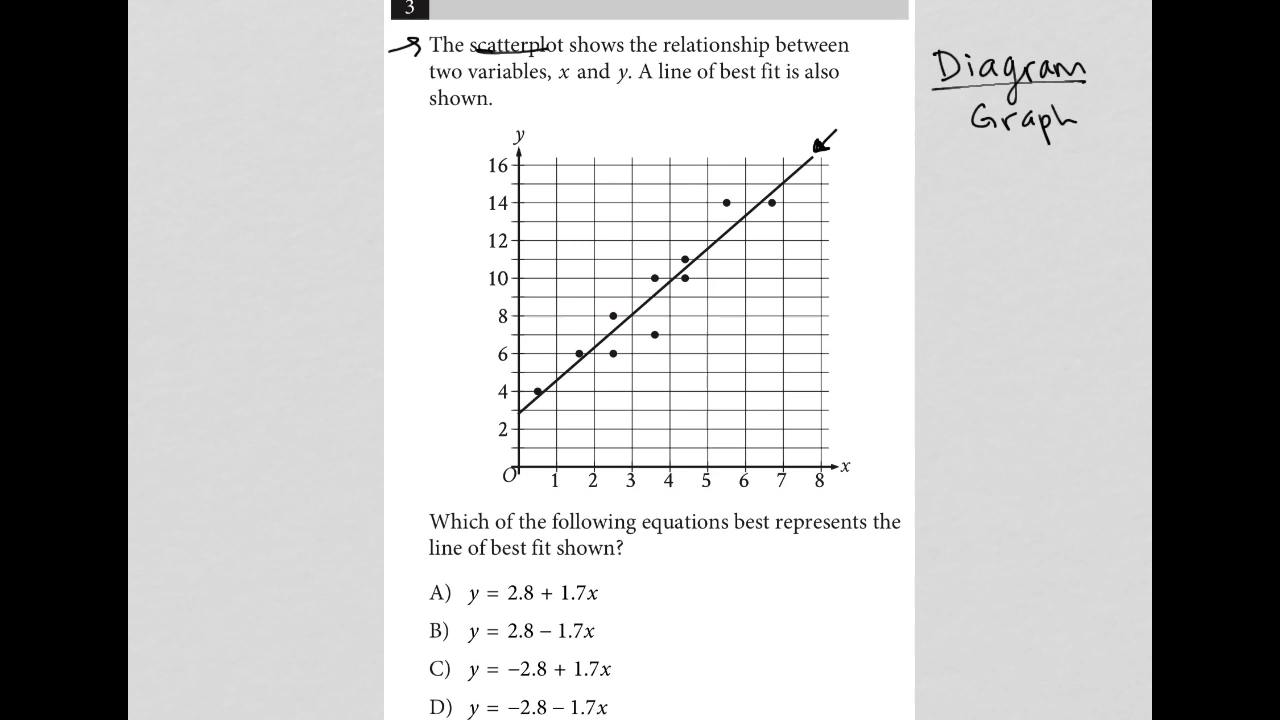 3
The scatterplot shows the relationship between
two variables, x and y. A line of best fit is also
shown.
Diagram
Graph
y
16
14
12
10
8
6
4
2
O
1 2 3 4 5 6 7 8 x
Which of the following equations best represents the
line of best fit shown?
A) y = 2.8 + 1.7x
B) y = 2.8 − 1.7x
C) y = −2.8 + 1.7x
D) y = −2.8 − 1.7x